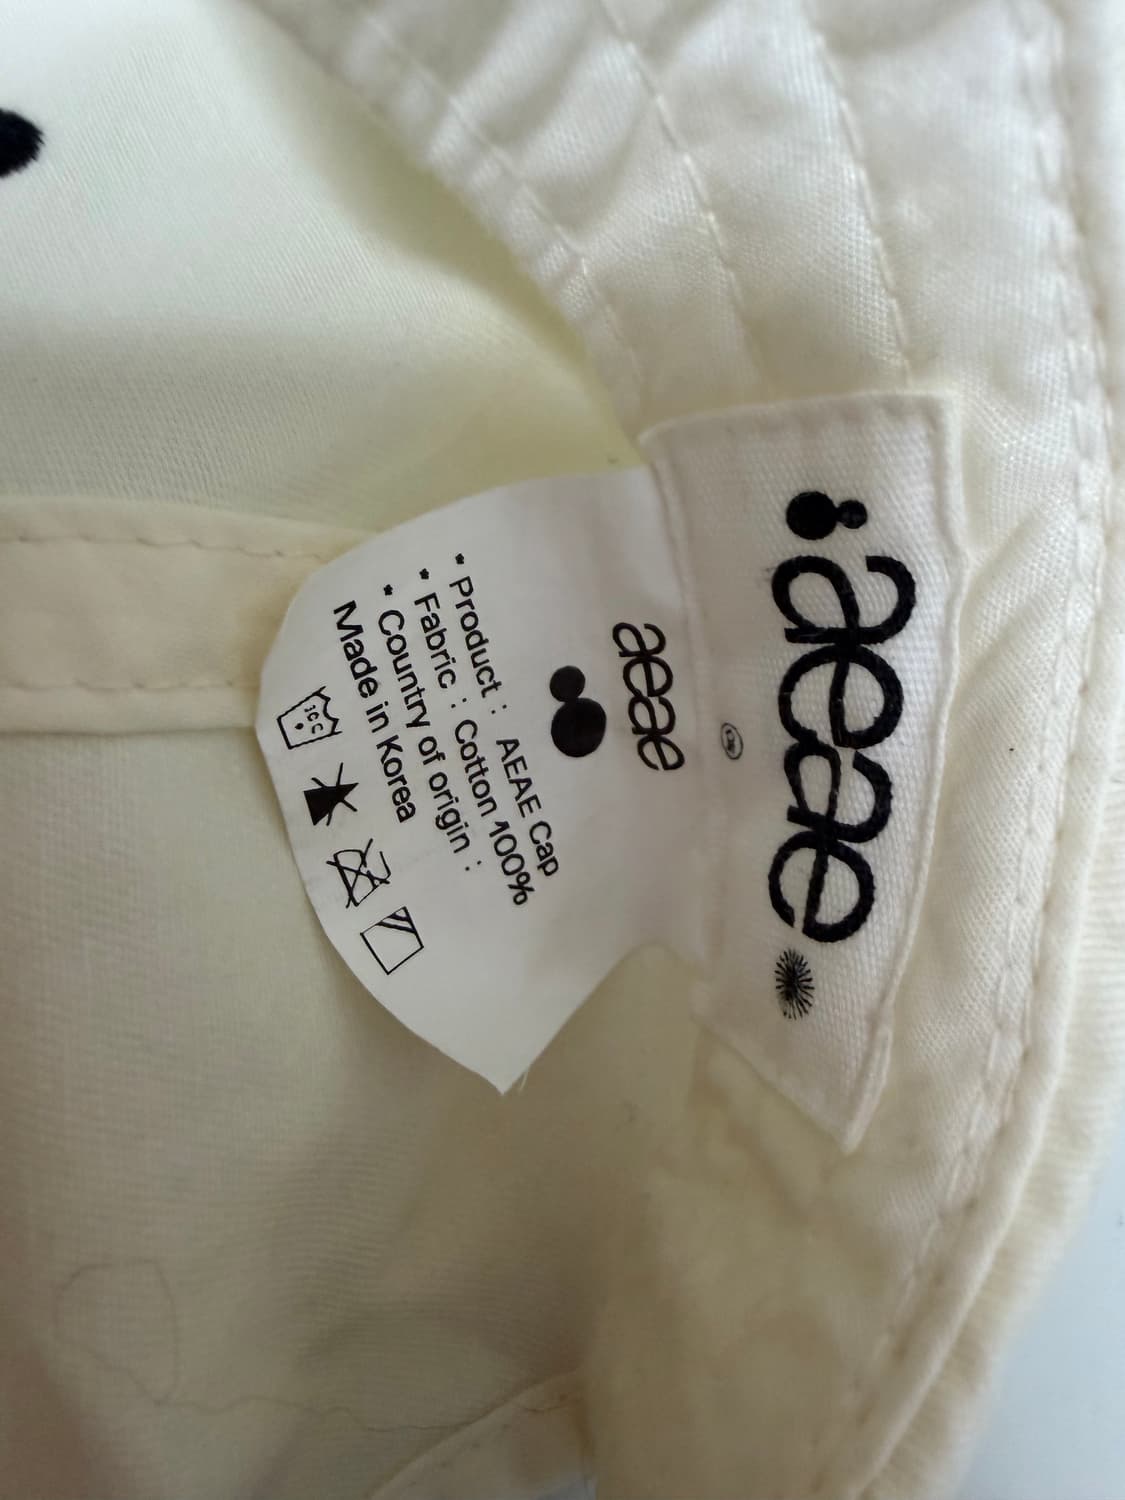 aeae
aeae
* Product : AEAE Cap
* Fabric : Cotton 100%
* Country of origin :
Made in Korea